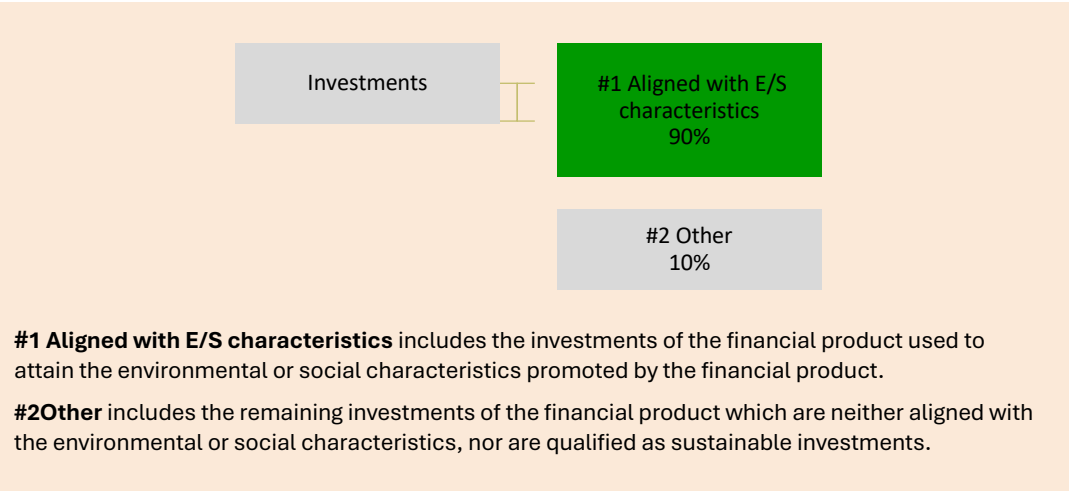 Investments
#1 Aligned with E/S
characteristics
90%
#2 Other
10%
#1 Aligned with E/S characteristics includes the investments of the financial product used to
attain the environmental or social characteristics promoted by the financial product.
#2Other includes the remaining investments of the financial product which are neither aligned with
the environmental or social characteristics, nor are qualified as sustainable investments.